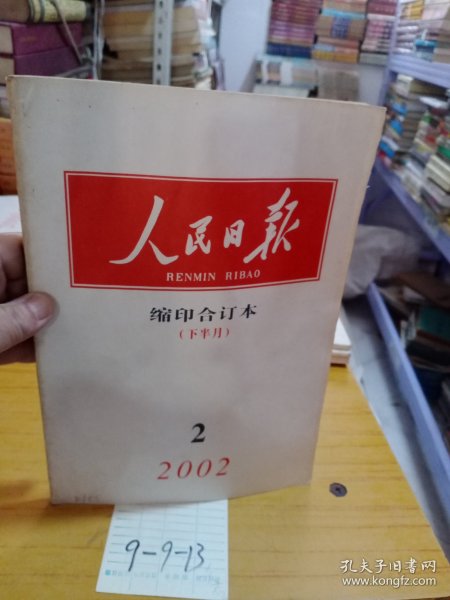 人民日报
RENMIN RIBAO
缩印合订本
(下半月)
2
2002
9-9-13
孔夫子旧书网
www.kongfz.com